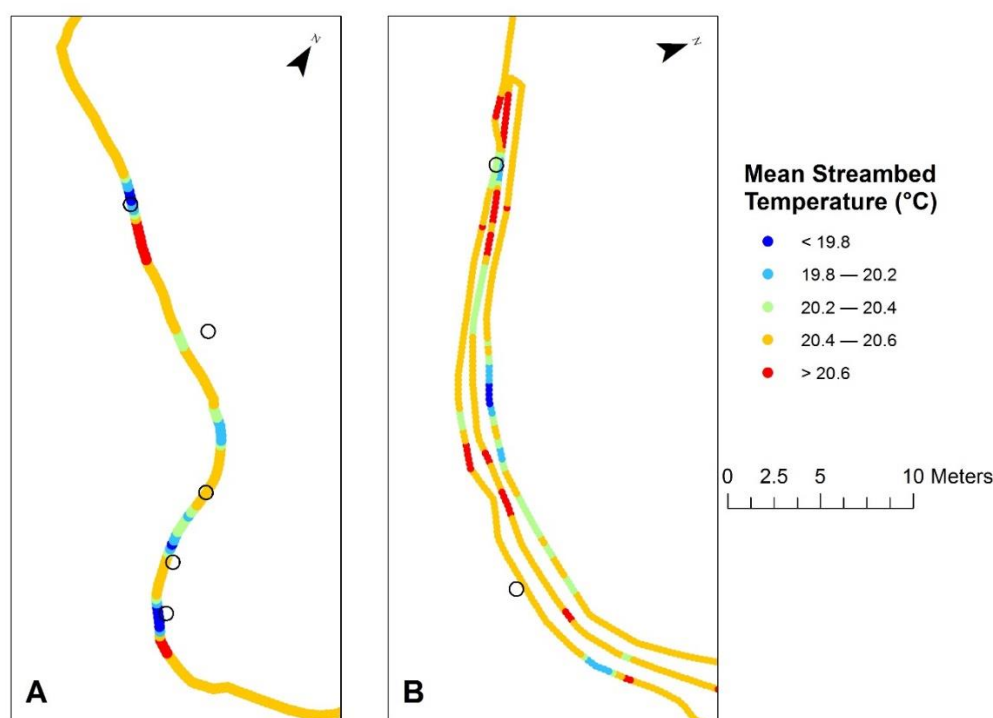 N
N
Mean Streambed
Temperature (°C)
< 19.8
19.8 — 20.2
20.2 — 20.4
20.4 — 20.6
> 20.6
0 2.5 5 10 Meters
A
B